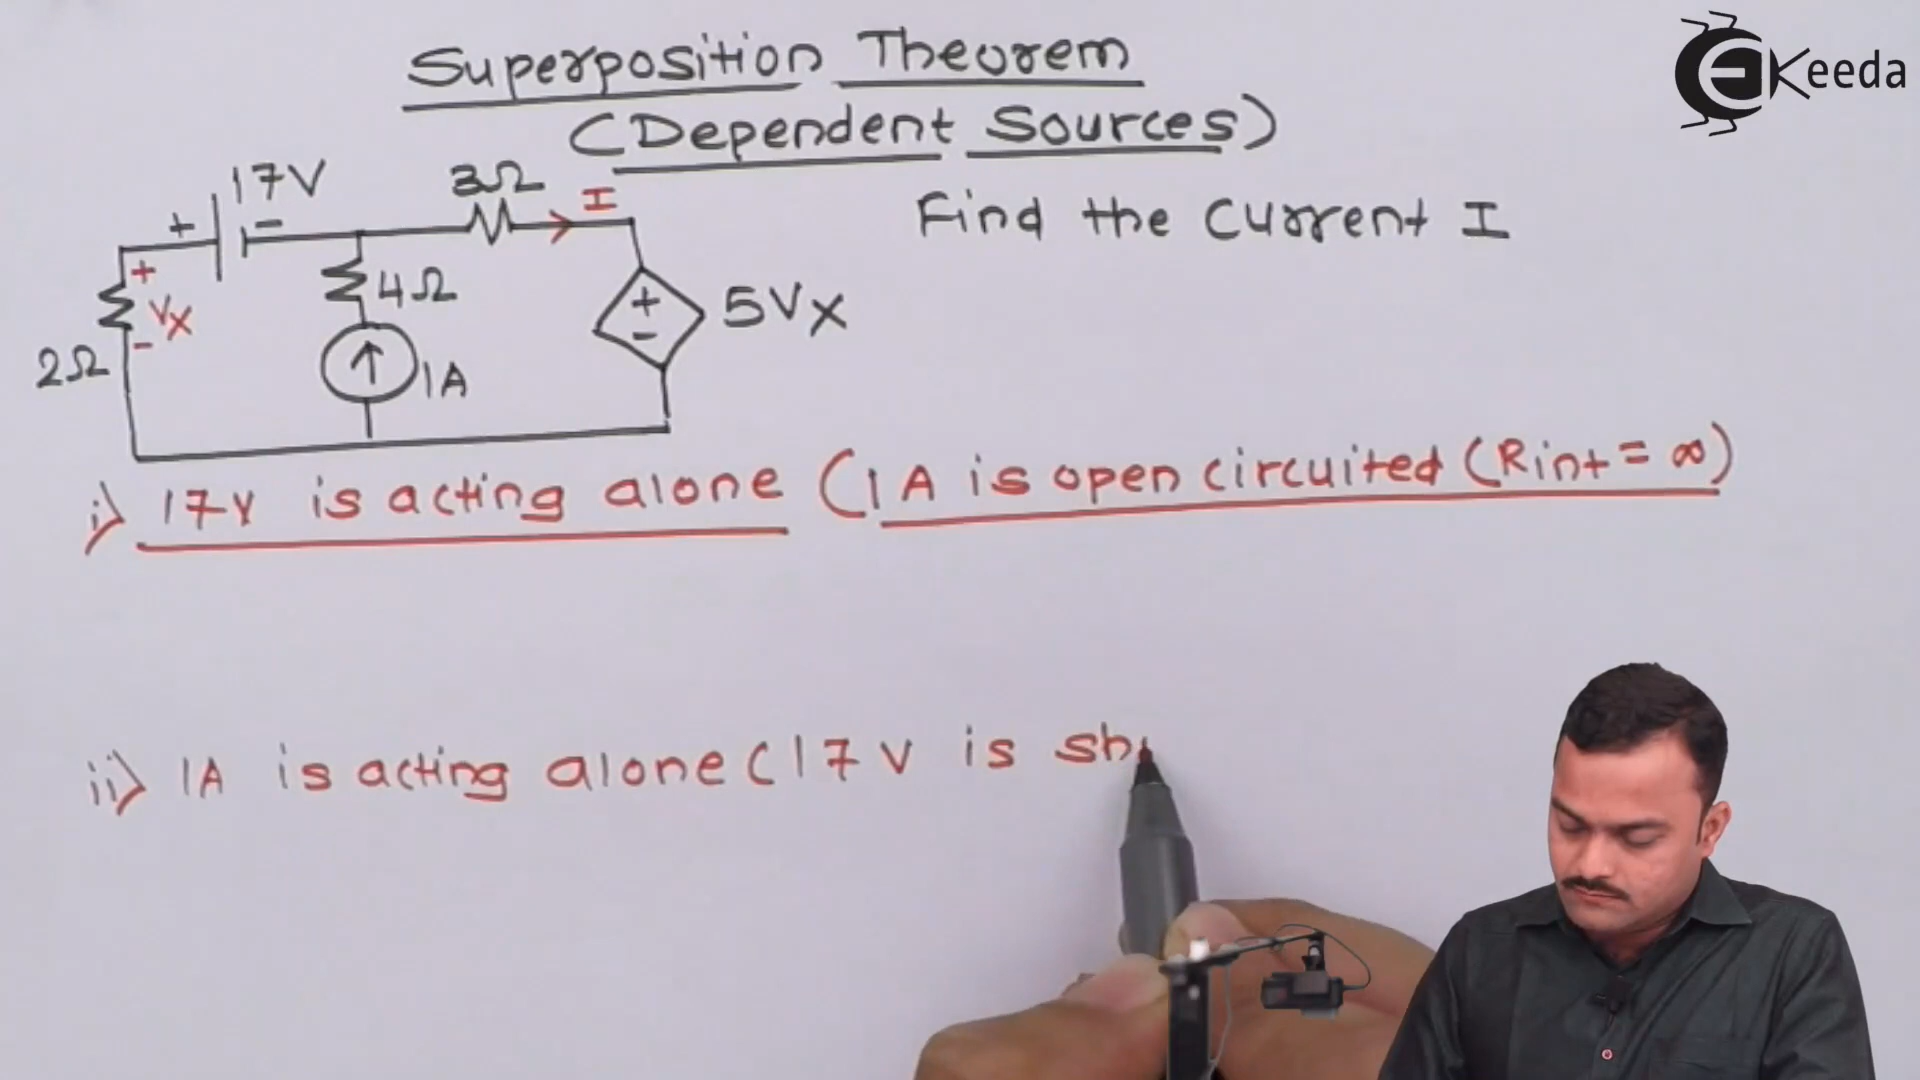 Superposition Theorem
(Dependent Sources)
EKeeda
17V
3Ω
I
Find the Current I
+ -
+
Vx
-
4Ω
+
-
5Vx
2Ω
1A
i) 17V is acting alone (1A is open circuited (Rint = ∞)
ii) 1A is acting alone (17V is sh